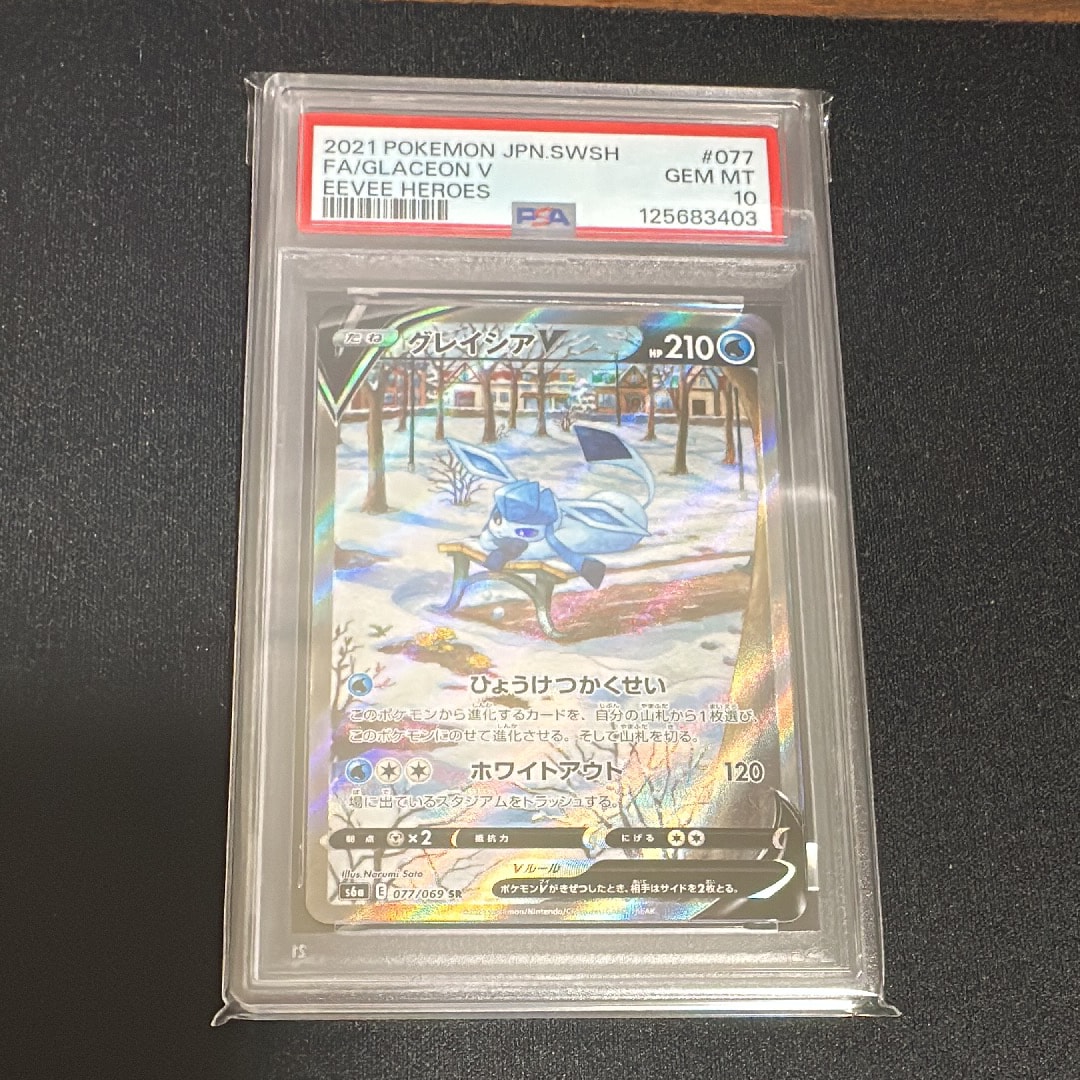 2021 POKEMON JPN.SWSH #077
FA/GLACEON V GEM MT
EEVEE HEROES 10
PSA 125683403
たね グレイシアV HP 210
ひょうけつかくせい
このポケモンから進化するカードを、自分の山札から1枚選び、
このポケモンにのせて進化させる。そして山札を切る。
ホワイトアウト 120
場に出ているスタジアムをトラッシュする。
弱点 ×2 抵抗力 にげる
Illus. Narumi Sato
Vルール
s6a E 077/069 SR ポケモンVがきぜつしたとき、相手はサイドを2枚とる。